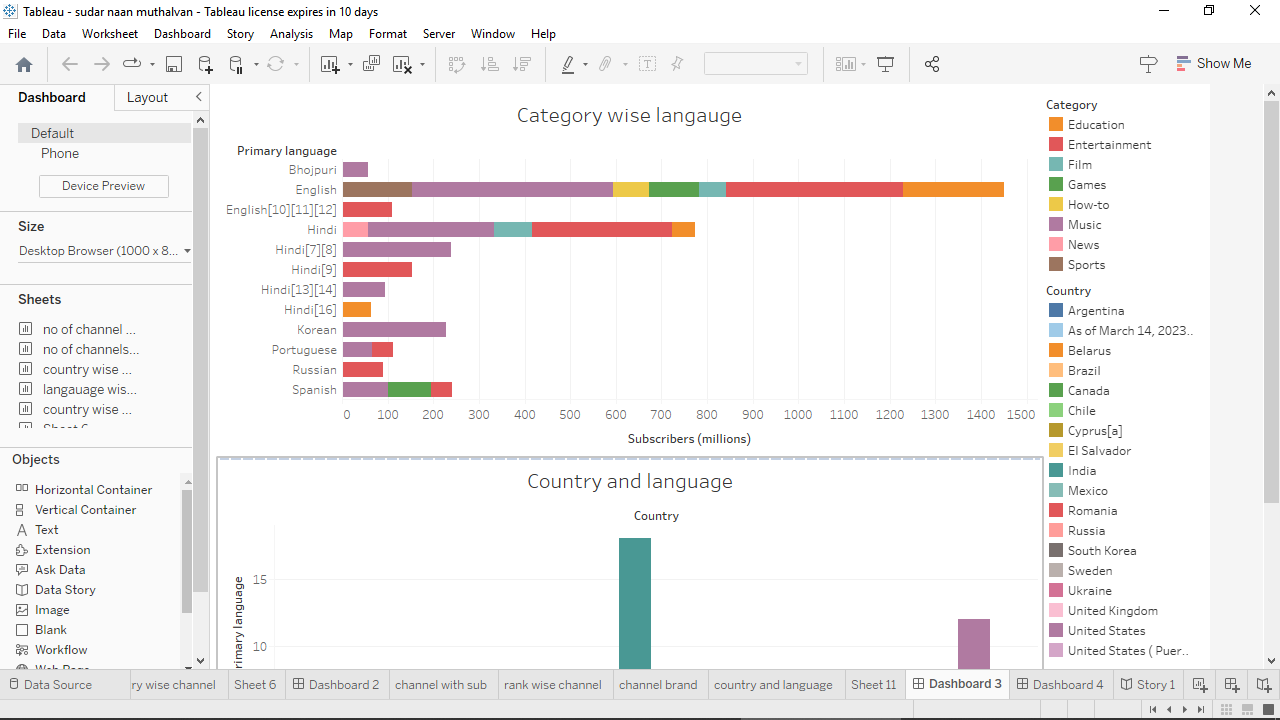 Tableau - sudar naan muthalvan - Tableau license expires in 10 days
File Data Worksheet Dashboard Story Analysis Map Format Server Window Help
Show Me
Dashboard Layout
Default
Phone
Device Preview
Size
Desktop Browser (1000 x 8...
Sheets
no of channel ...
no of channels...
country wise ...
langauage wis...
country wise ...
Sheet 6
Objects
Horizontal Container
Vertical Container
Text
Extension
Ask Data
Data Story
Image
Blank
Workflow
Web Page
Category wise langauge
Primary language
Bhojpuri
English
English[10][11][12]
Hindi
Hindi[7][8]
Hindi[9]
Hindi[13][14]
Hindi[16]
Korean
Portuguese
Russian
Spanish
0 100 200 300 400 500 600 700 800 900 1000 1100 1200 1300 1400 1500
Subscribers (millions)
Country and language
Country
15
10
Primary language
Category
Education
Entertainment
Film
Games
How-to
Music
News
Sports
Country
Argentina
As of March 14, 2023..
Belarus
Brazil
Canada
Chile
Cyprus[a]
El Salvador
India
Mexico
Romania
Russia
South Korea
Sweden
Ukraine
United Kingdom
United States
United States ( Puer..
Data Source ry wise channel Sheet 6 Dashboard 2 channel with sub rank wise channel channel brand country and language Sheet 11 Dashboard 3 Dashboard 4 Story 1